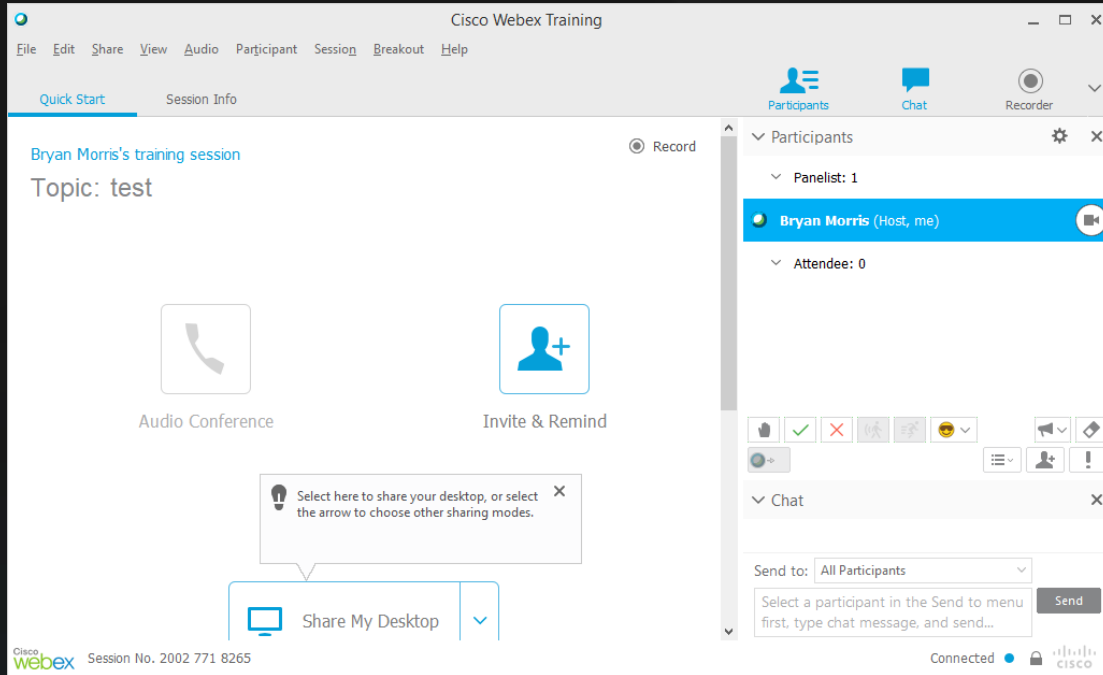 Cisco Webex Training
File Edit Share View Audio Participant Session Breakout Help
Quick Start Session Info
Participants Chat Recorder
Bryan Morris's training session
Record
Topic: test
Audio Conference
Invite & Remind
Select here to share your desktop, or select
the arrow to choose other sharing modes.
Share My Desktop
Participants
Panelist: 1
Bryan Morris (Host, me)
Attendee: 0
Chat
Send to: All Participants
Select a participant in the Send to menu
first, type chat message, and send...
Send
Cisco
webex
Session No. 2002 771 8265
Connected
CISCO